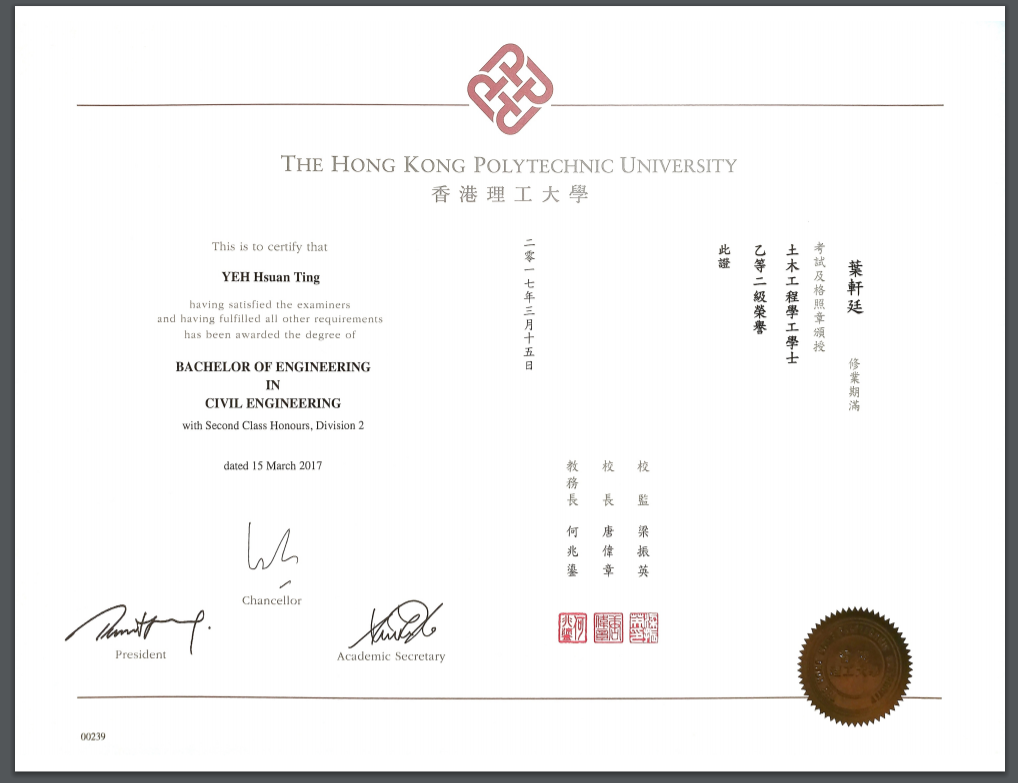 THE HONG KONG POLYTECHNIC UNIVERSITY
香港理工大學
This is to certify that
YEH Hsuan Ting
having satisfied the examiners
and having fulfilled all other requirements
has been awarded the degree of
BACHELOR OF ENGINEERING
IN
CIVIL ENGINEERING
with Second Class Honours, Division 2
dated 15 March 2017
Chancellor
President
Academic Secretary
葉軒廷 修業期滿
考試及格照章頒授
土木工程學工學士
乙等二級榮譽
此證
二零一七年三月十五日
校監 梁振英
校長 唐偉章
教務長 何兆鎏
00239